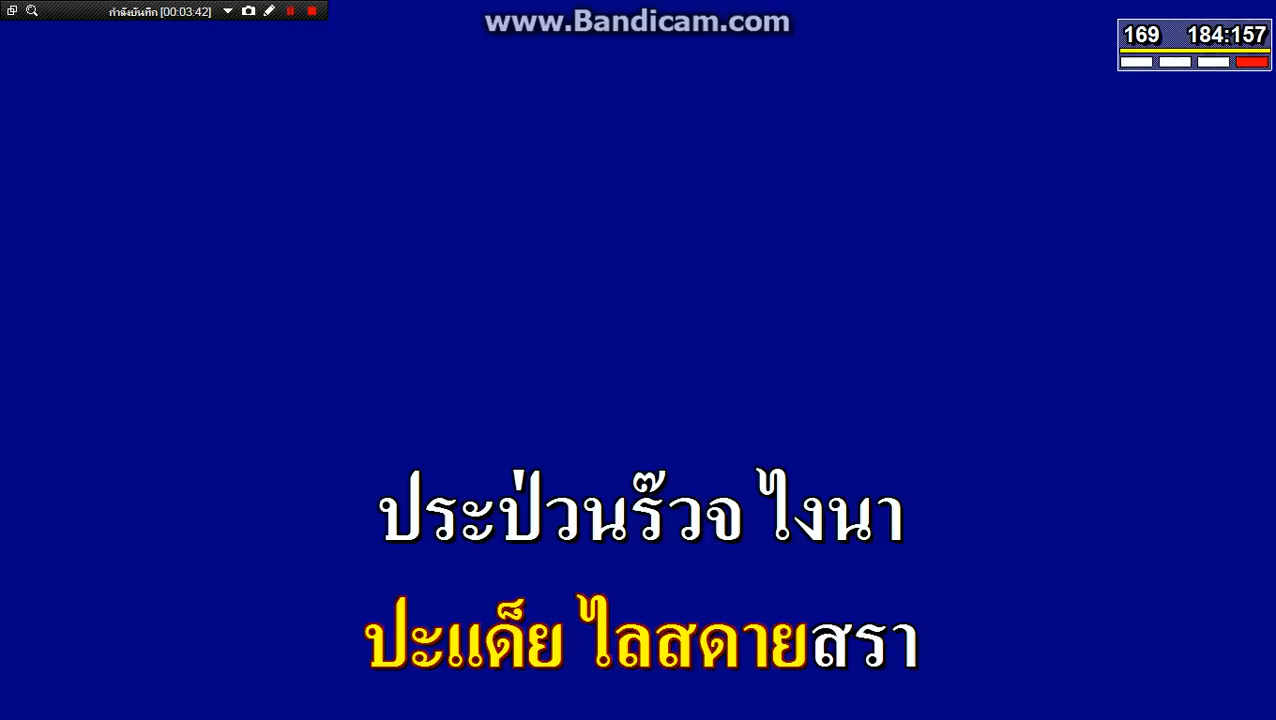 กำลังบันทึก [00:03:42]
www.Bandicam.com
169 184:157
ประป่วนร๊วจ ไงนา
ปะแด็ย ไลสดายสรา